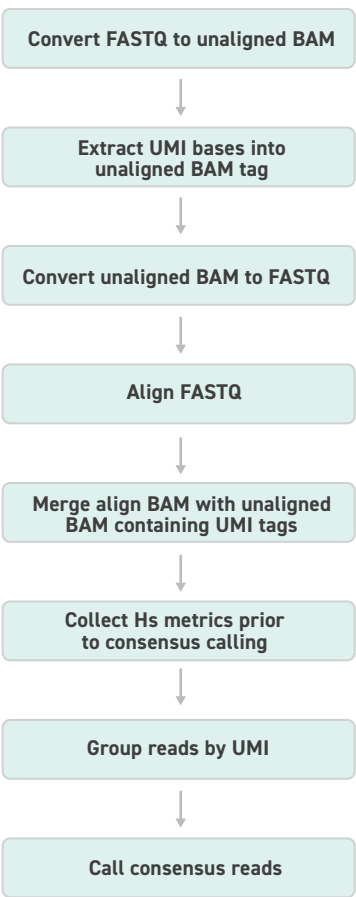 Convert FASTQ to unaligned BAM
Extract UMI bases into
unaligned BAM tag
Convert unaligned BAM to FASTQ
Align FASTQ
Merge align BAM with unaligned
BAM containing UMI tags
Collect Hs metrics prior
to consensus calling
Group reads by UMI
Call consensus reads